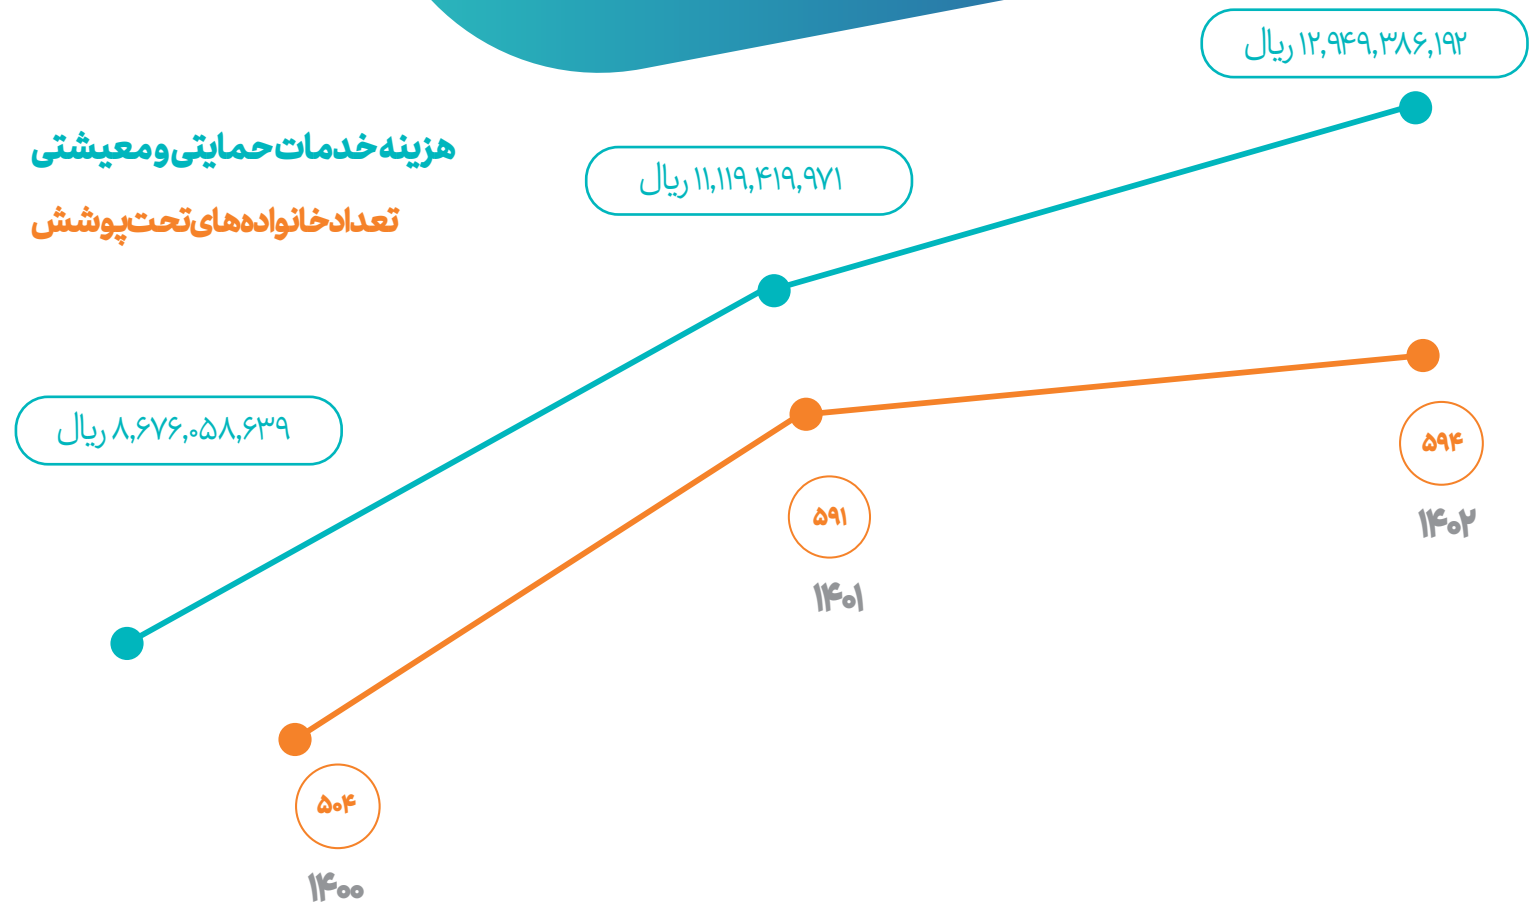 ۱۲,۹۴۹,۳۸۶,۱۹۲ ریال
هزینه خدمات حمایتی و معیشتی
۱۱,۱۱۹,۴۱۹,۹۷۱ ریال
تعداد خانواده‌های تحت پوشش
۸,۶۷۶,۰۵۸,۶۳۹ ریال
۵۹۴
۱۴۰۲
۵۹۱
۱۴۰۱
۵۰۴
۱۴۰۰